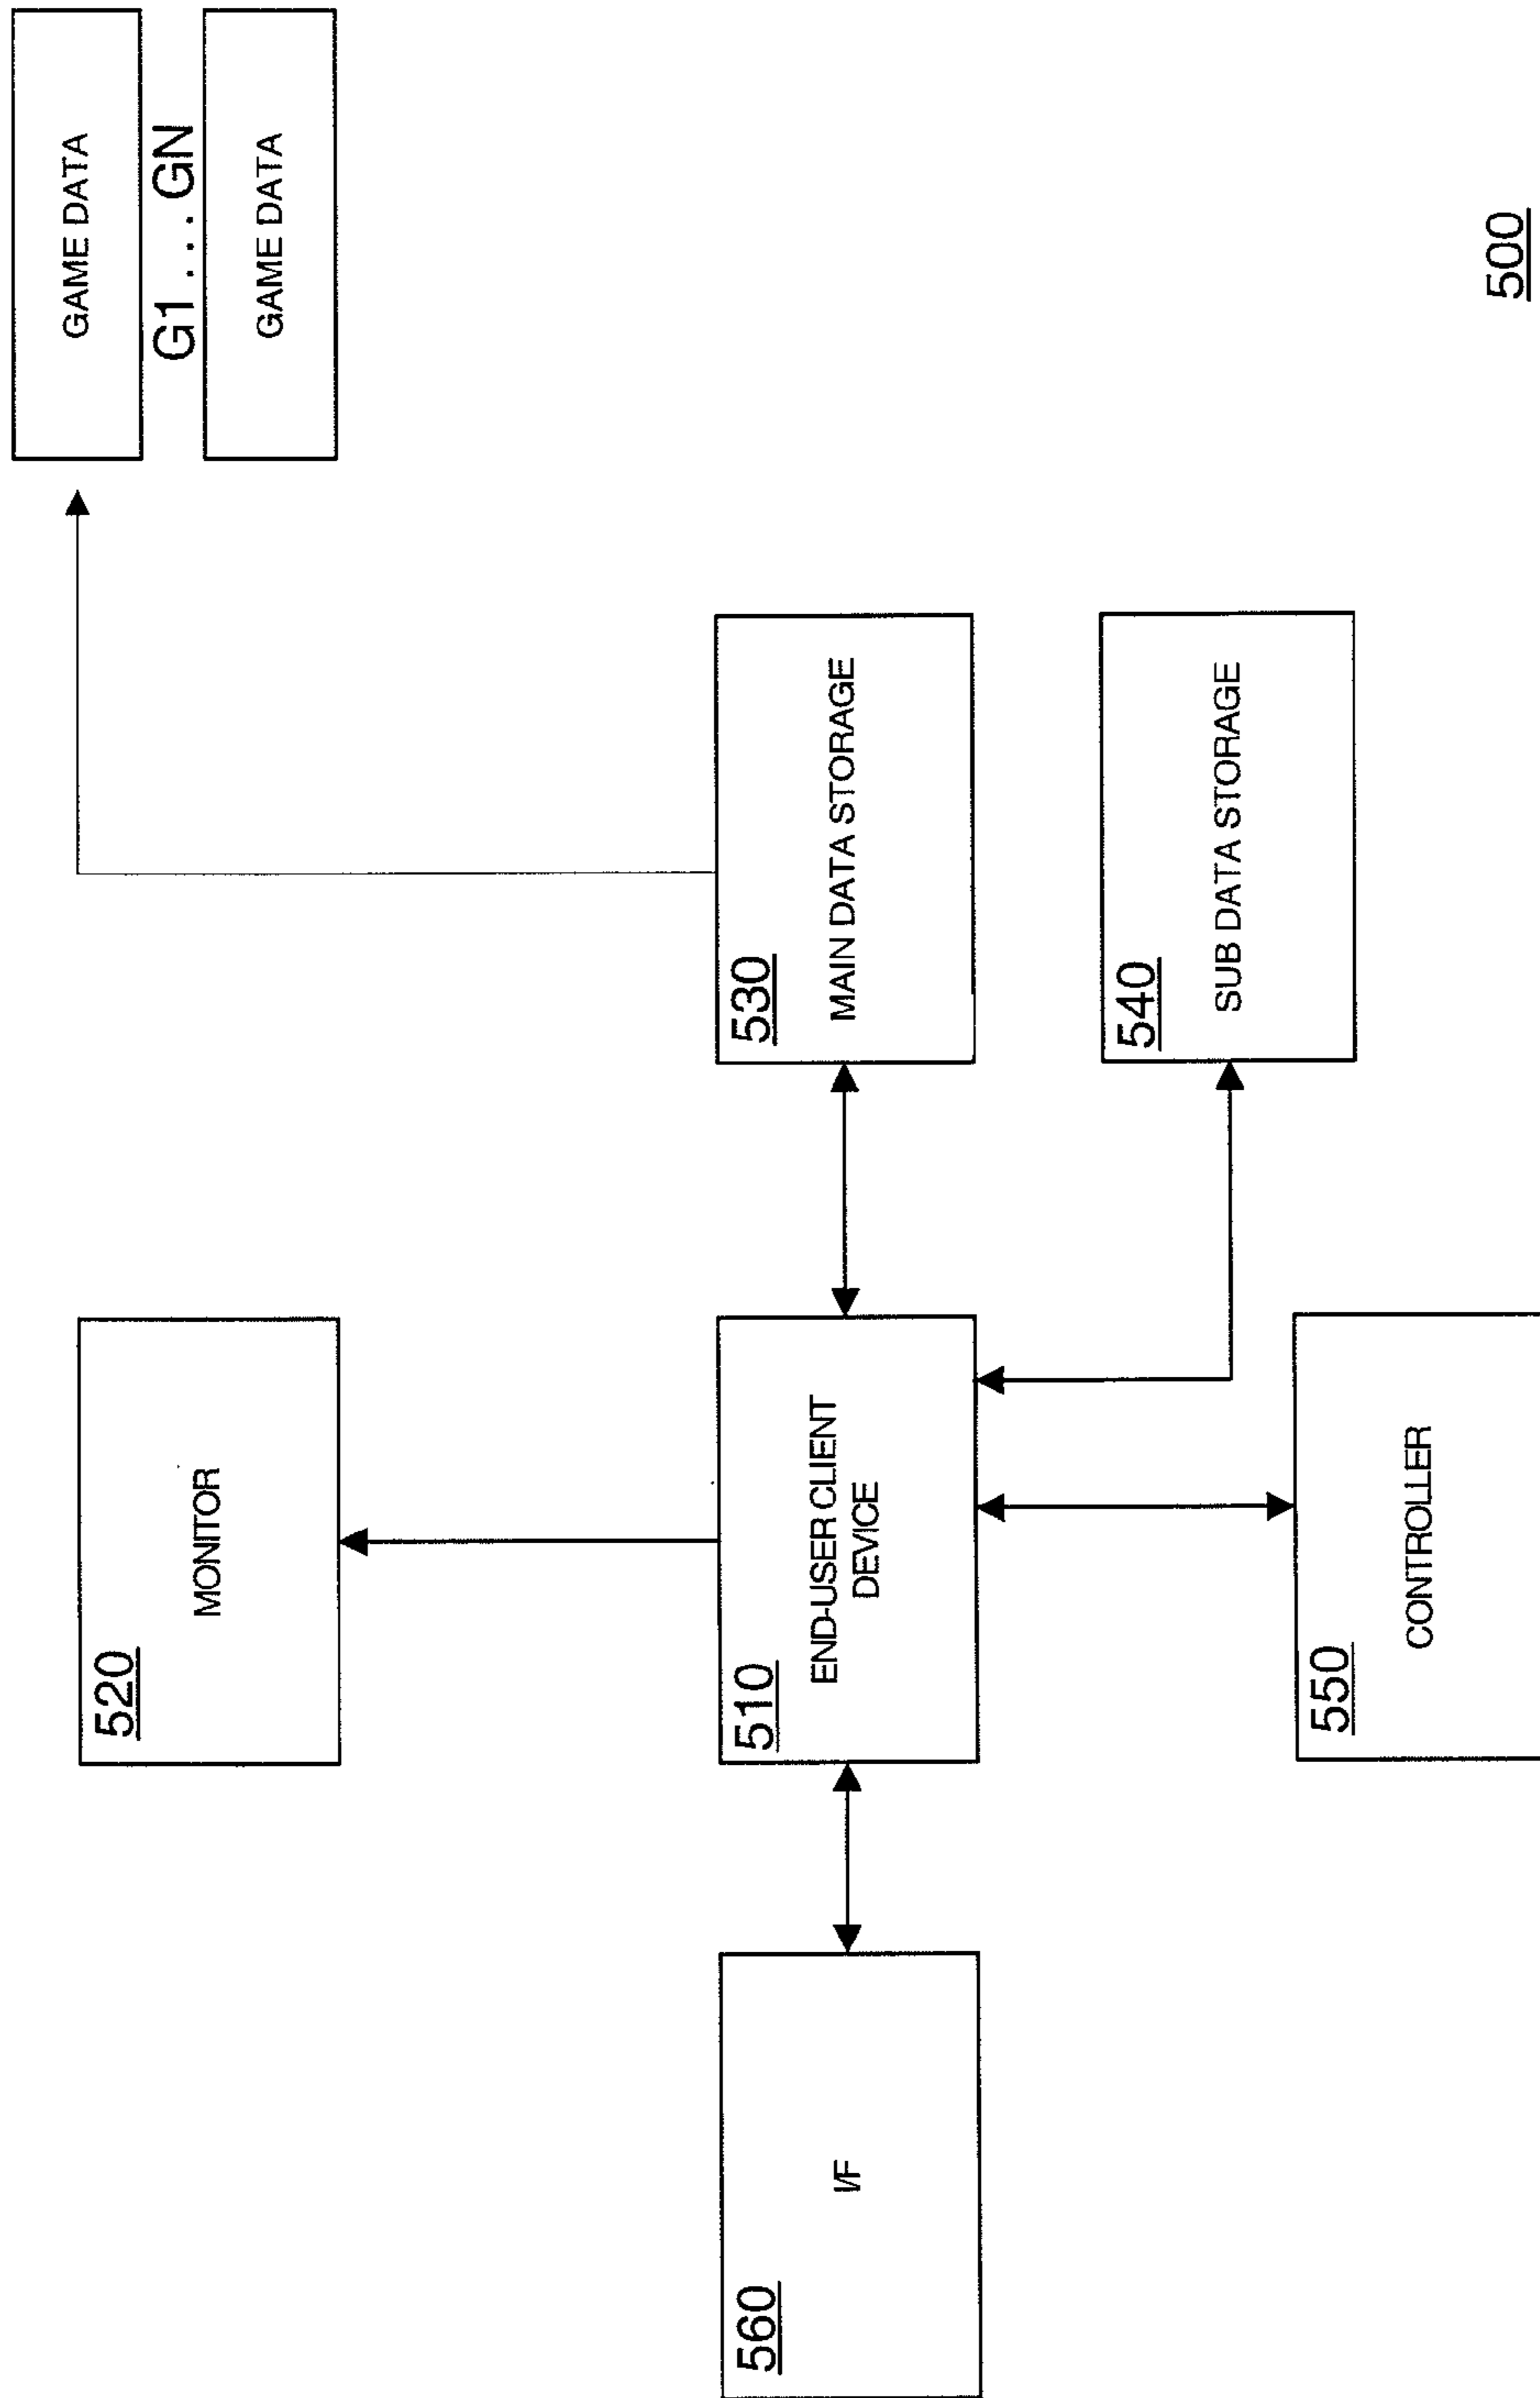 GAME DATA
G1...GN
GAME DATA
520
MONITOR
560
I/F
510
END-USER CLIENT
DEVICE
530
MAIN DATA STORAGE
540
SUB DATA STORAGE
550
CONTROLLER
500